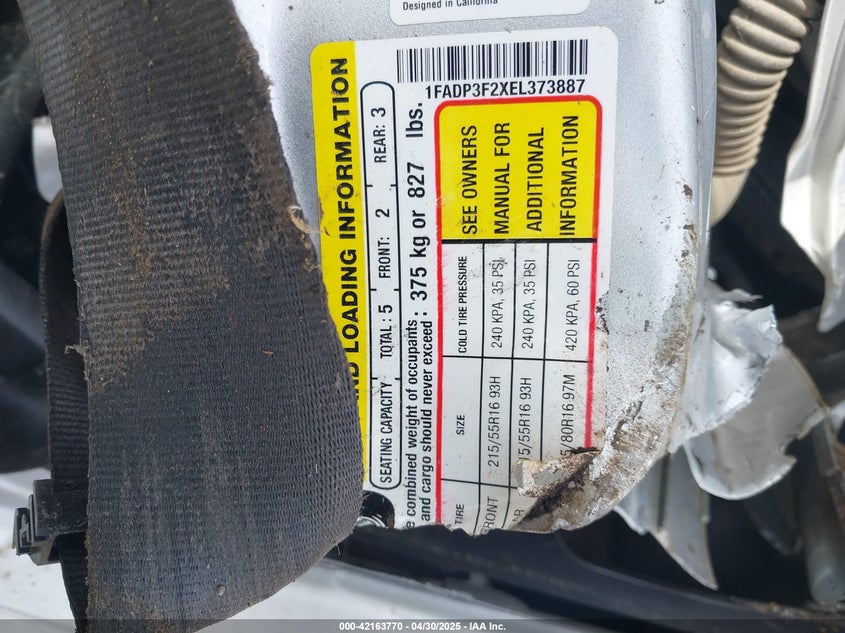 Designed in California
1FADP3F2XEL373887
LOADING INFORMATION
SEATING CAPACITY TOTAL: 5 FRONT: 2 REAR: 3
combined weight of occupants
and cargo should never exceed : 375 kg or 827 lbs.
TIRE SIZE COLD TIRE PRESSURE SEE OWNERS
FRONT 215/55R16 93H 240 KPA, 35 PSI MANUAL FOR
15/55R16 93H 240 KPA, 35 PSI ADDITIONAL
5/80R16 97M 420 KPA, 60 PSI INFORMATION
000-42163770 - 04/30/2025 - IAA Inc.